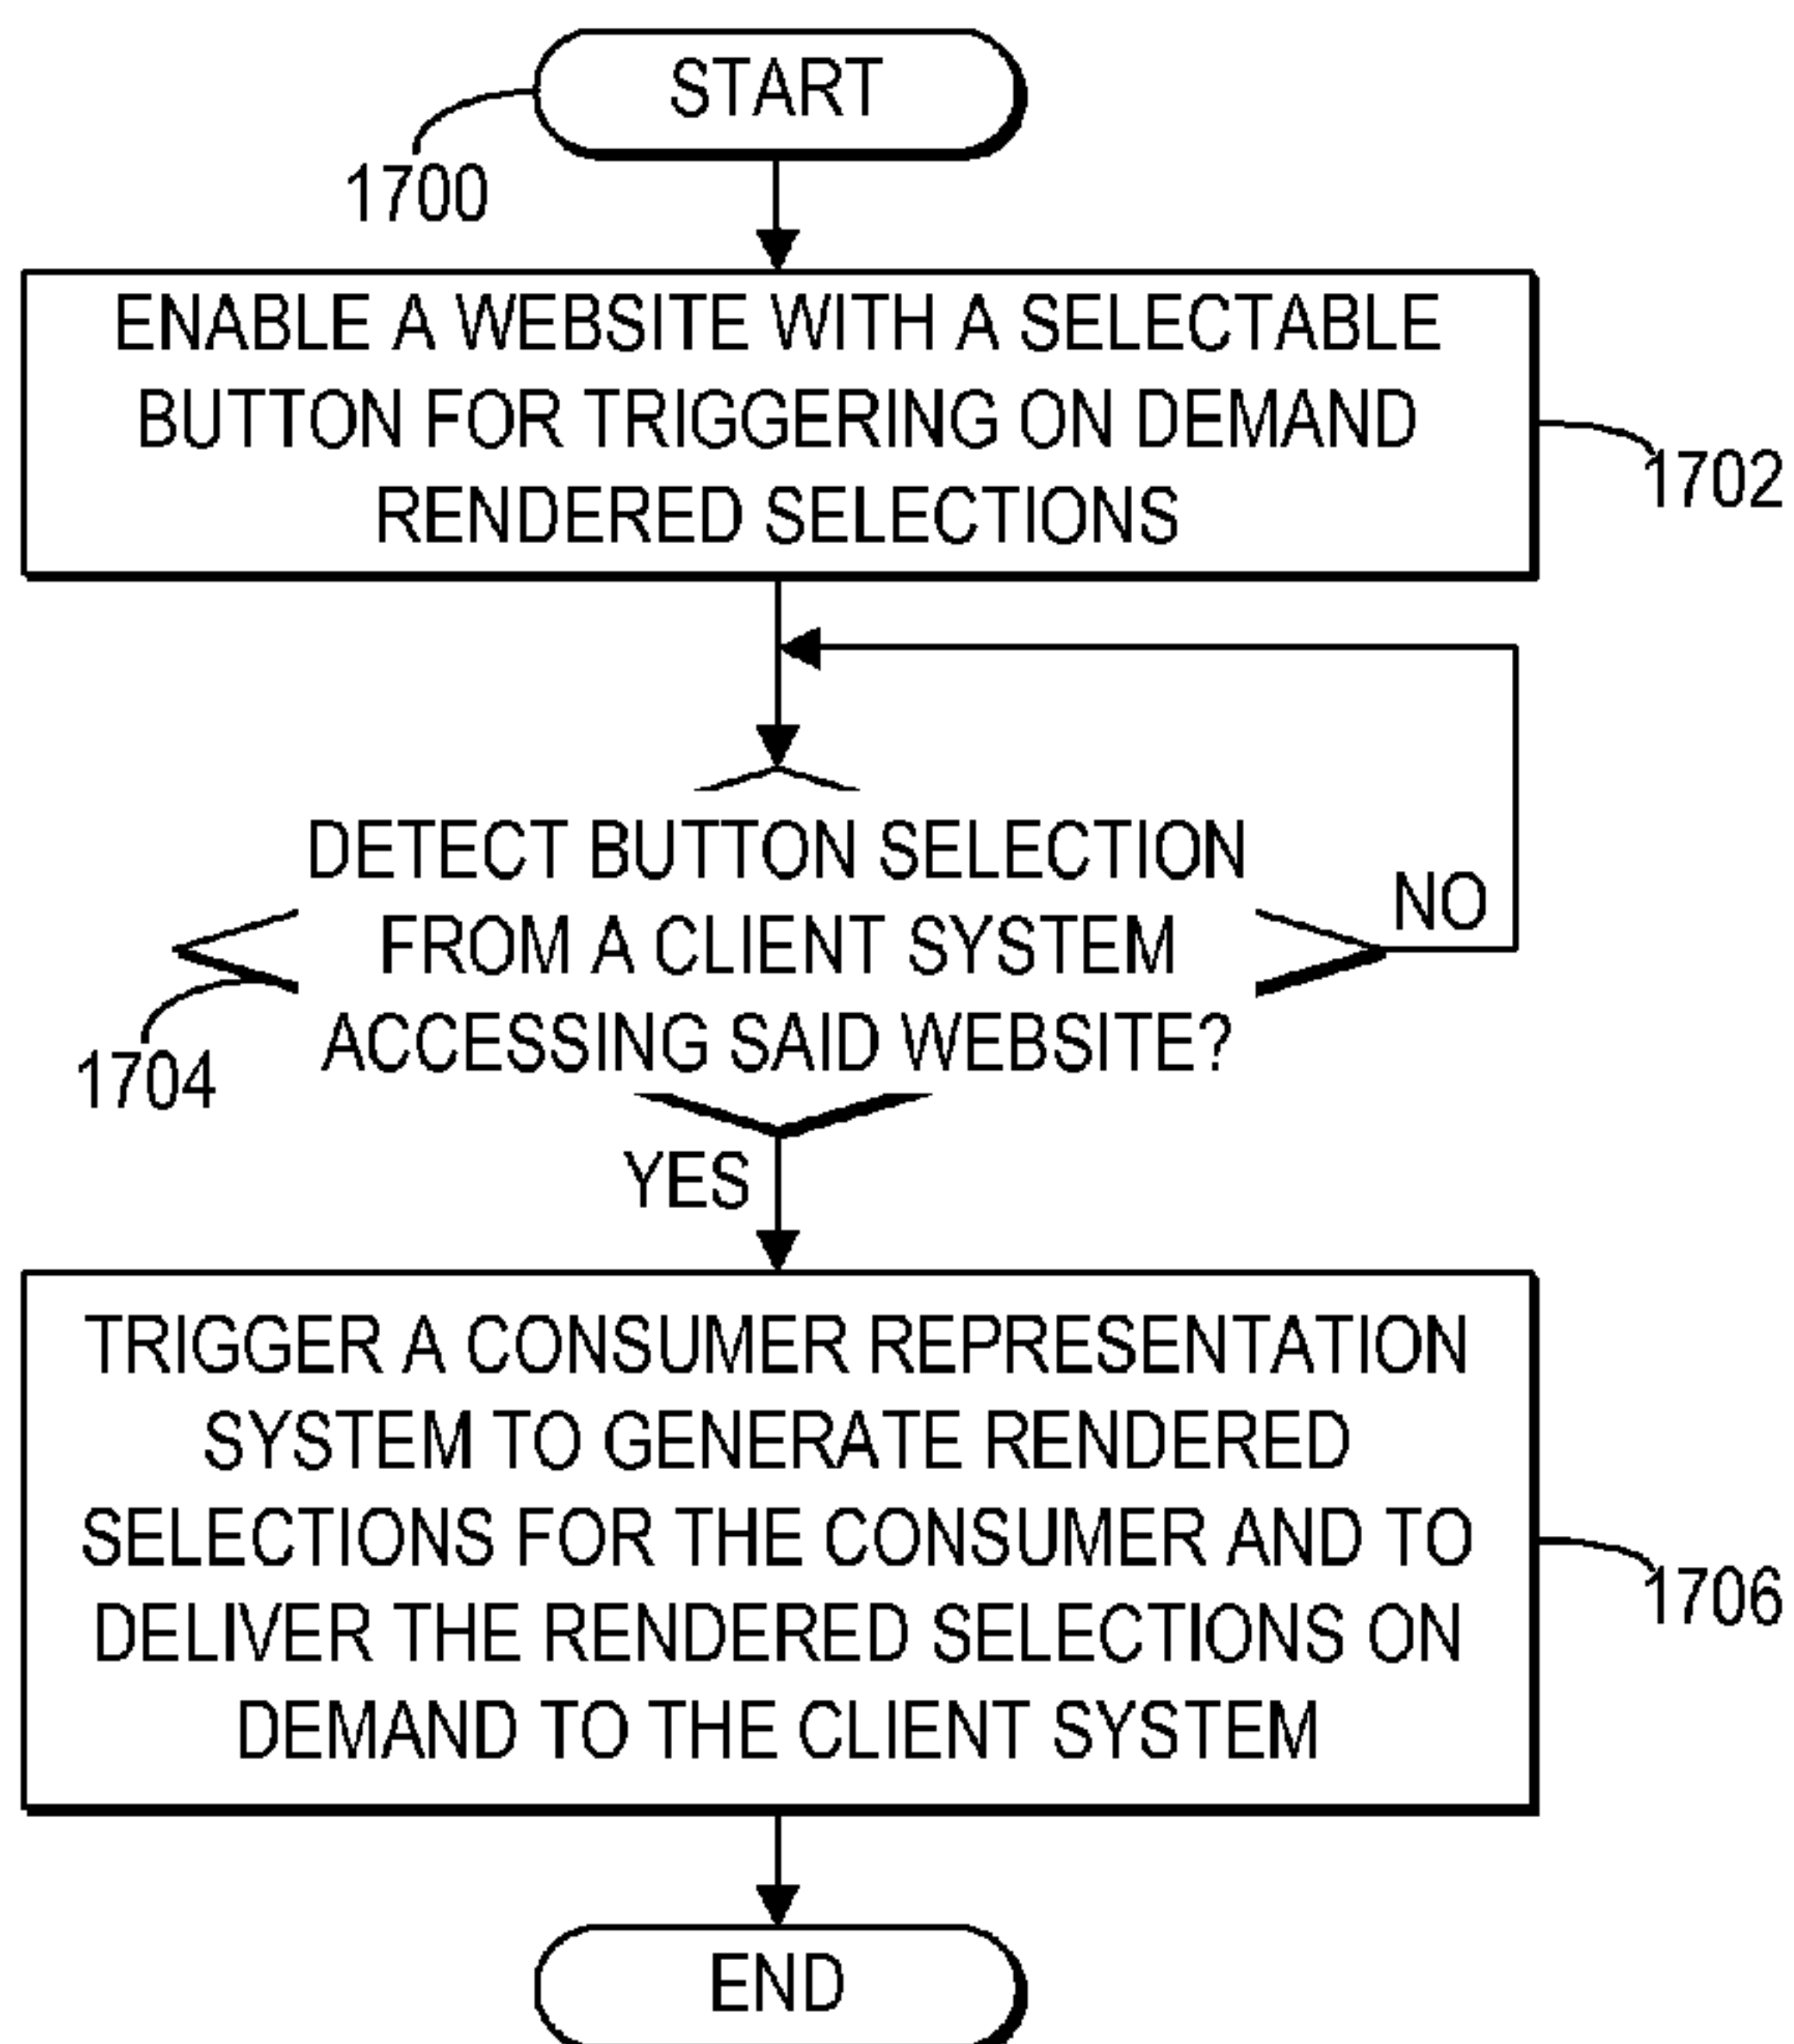 START
1700
ENABLE A WEBSITE WITH A SELECTABLE
BUTTON FOR TRIGGERING ON DEMAND
RENDERED SELECTIONS
1702
DETECT BUTTON SELECTION
FROM A CLIENT SYSTEM
ACCESSING SAID WEBSITE?
NO
1704
YES
TRIGGER A CONSUMER REPRESENTATION
SYSTEM TO GENERATE RENDERED
SELECTIONS FOR THE CONSUMER AND TO
DELIVER THE RENDERED SELECTIONS ON
DEMAND TO THE CLIENT SYSTEM
1706
END